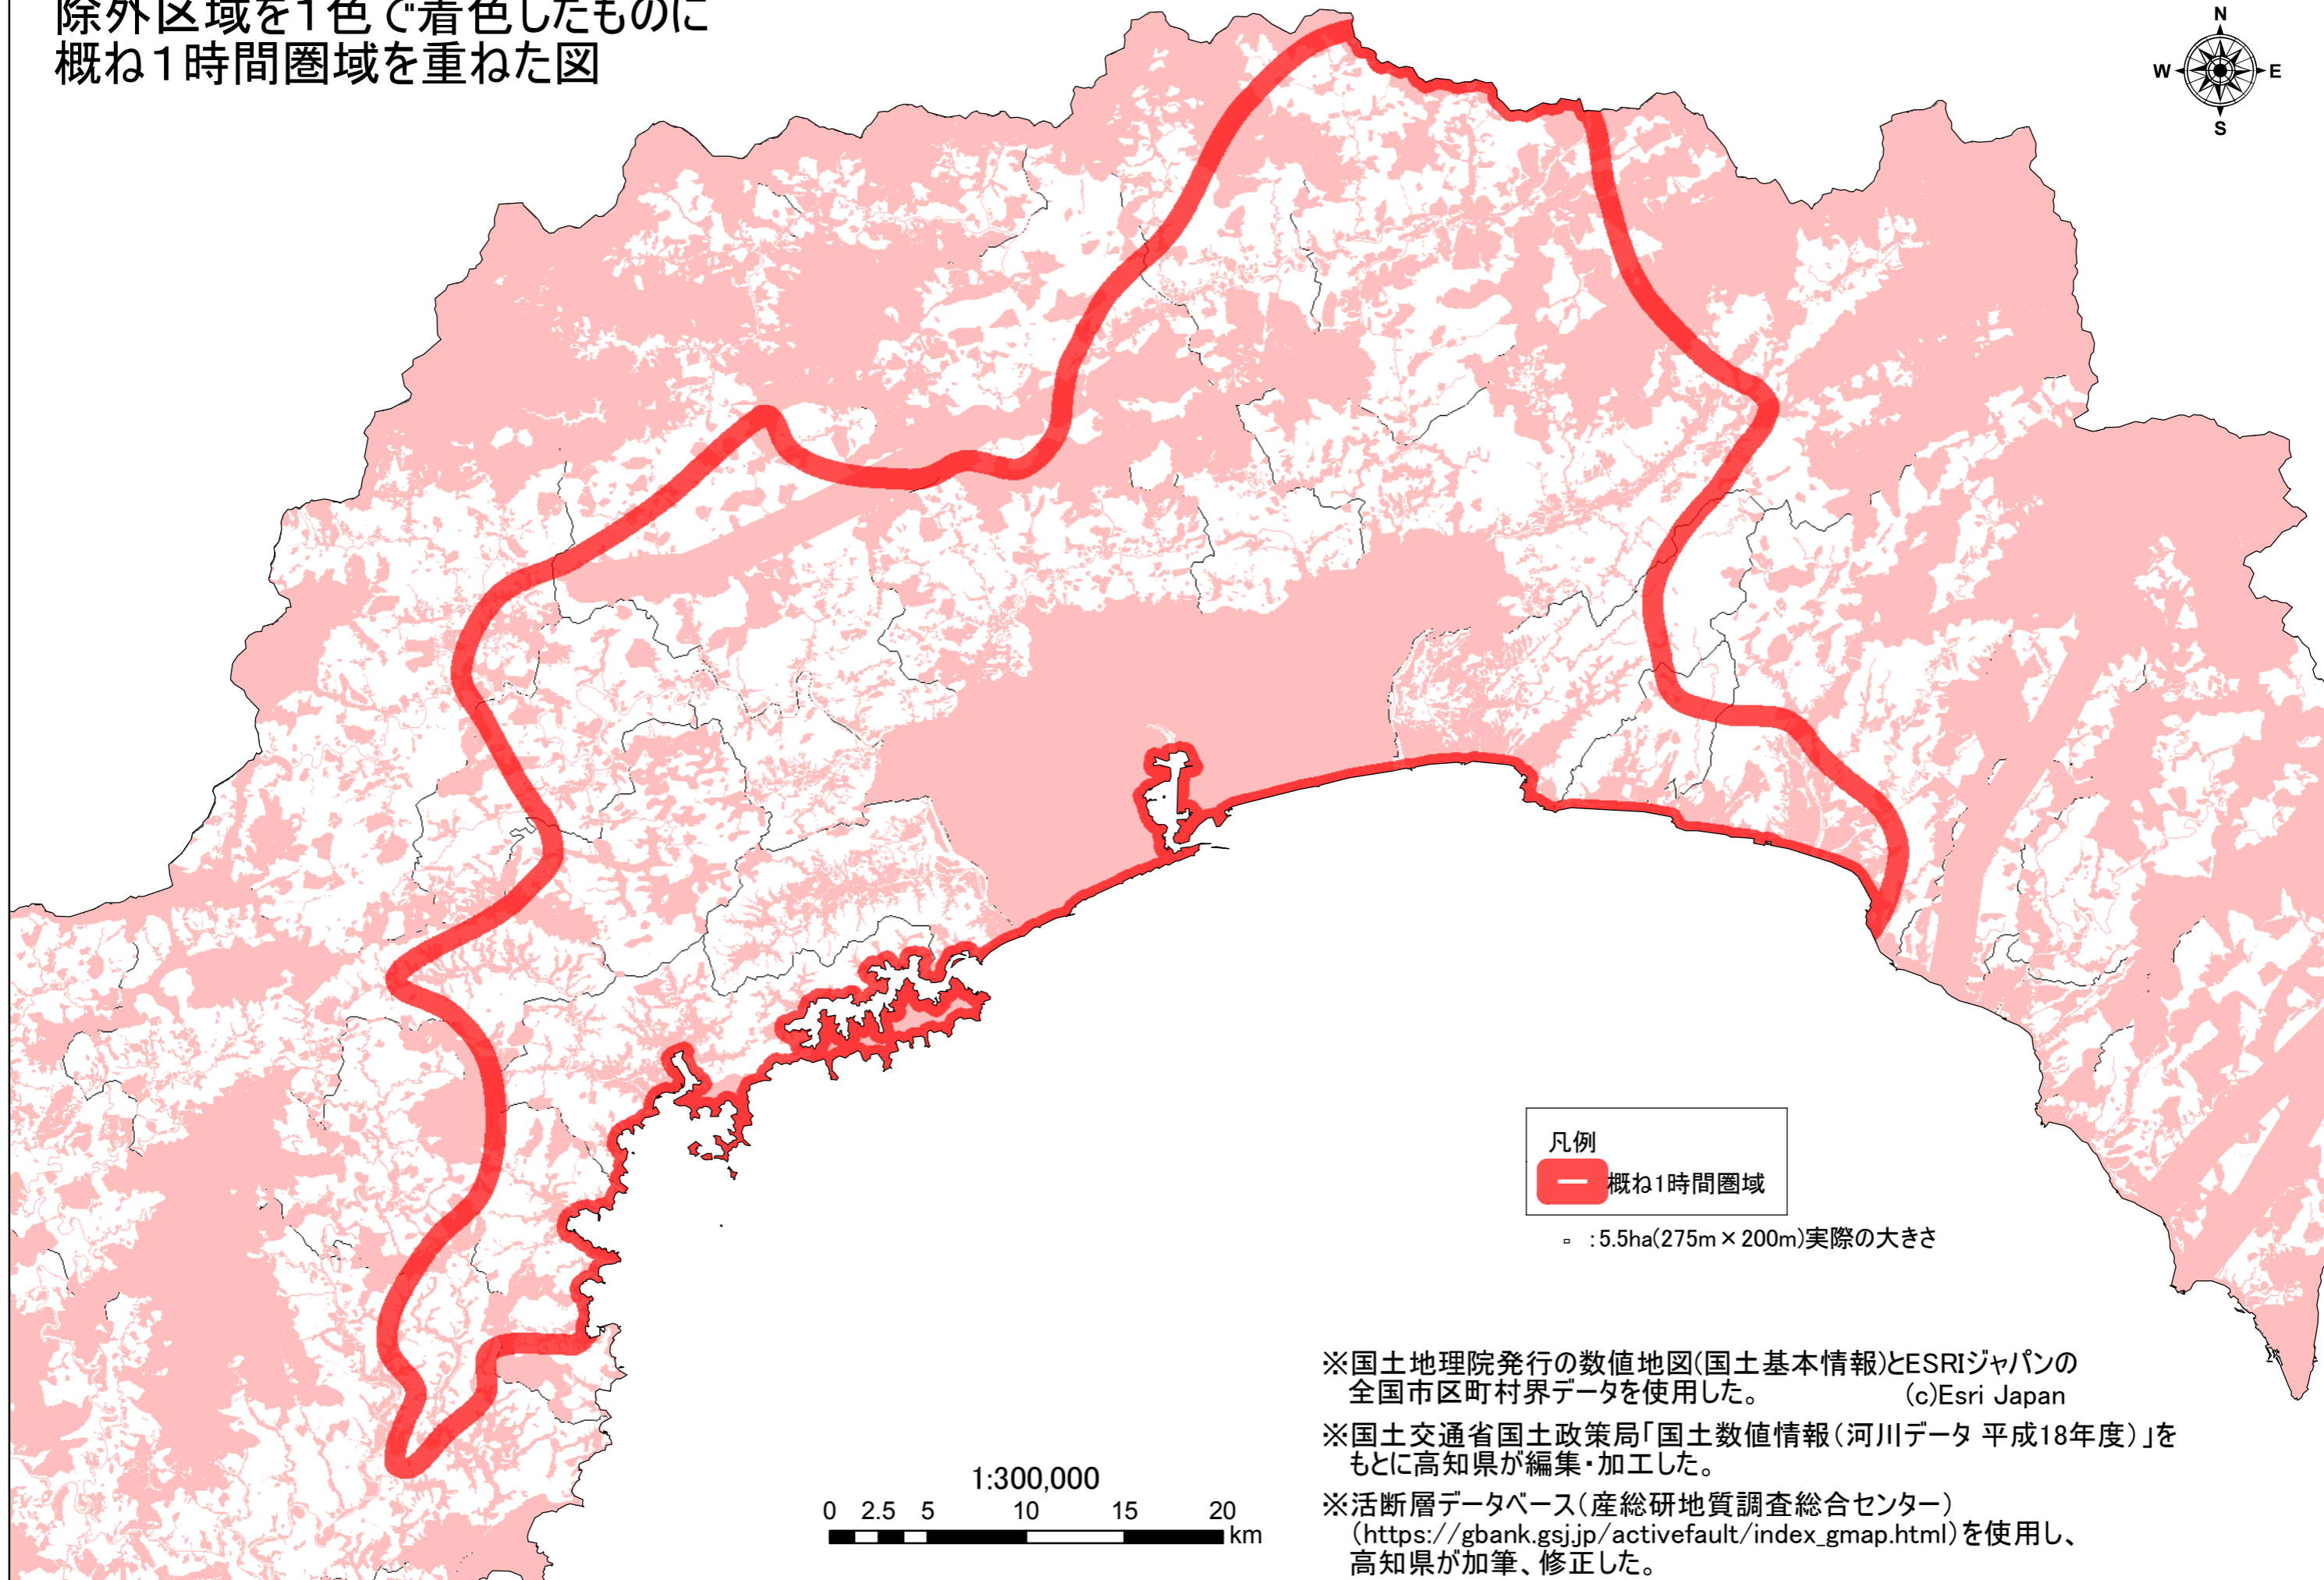 除外区域を１色で着色したものに
概ね１時間圏域を重ねた図
N
W E
S
凡例
概ね1時間圏域
：5.5ha(275m×200m)実際の大きさ
※国土地理院発行の数値地図(国土基本情報)とESRIジャパンの
全国市区町村界データを使用した。 (c)Esri Japan
※国土交通省国土政策局「国土数値情報（河川データ 平成18年度）」を
もとに高知県が編集・加工した。
※活断層データベース（産総研地質調査総合センター）
（https://gbank.gsj.jp/activefault/index_gmap.html）を使用し、
高知県が加筆、修正した。
1:300,000
0 2.5 5 10 15 20
km